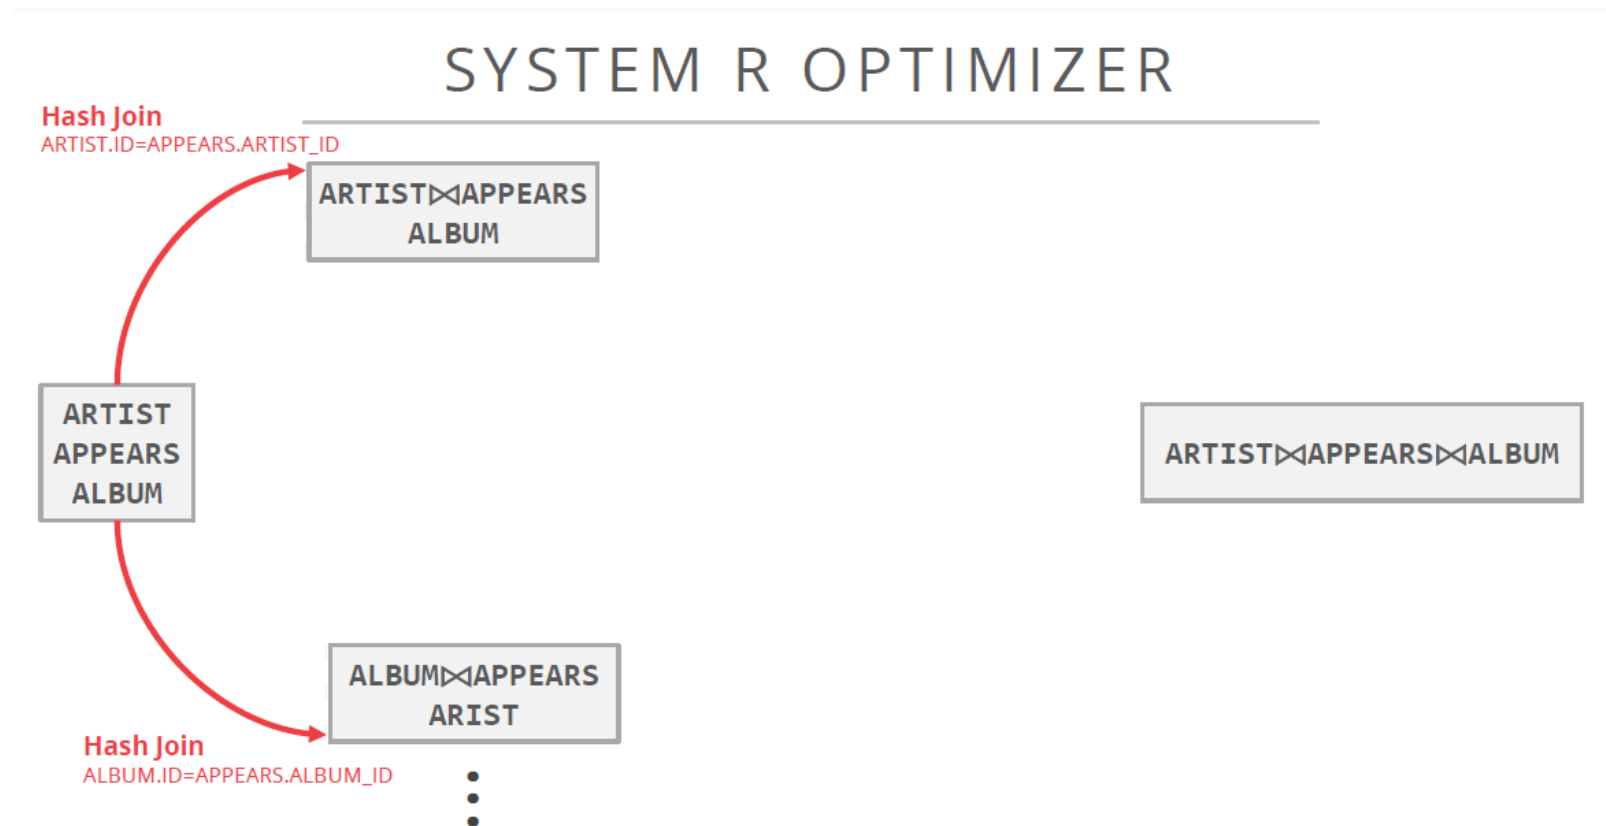 SYSTEM R OPTIMIZER
Hash Join
ARTIST.ID=APPEARS.ARTIST_ID
ARTIST⋈APPEARS
ALBUM
ARTIST
APPEARS
ALBUM
ARTIST⋈APPEARS⋈ALBUM
ALBUM⋈APPEARS
ARIST
Hash Join
ALBUM.ID=APPEARS.ALBUM_ID